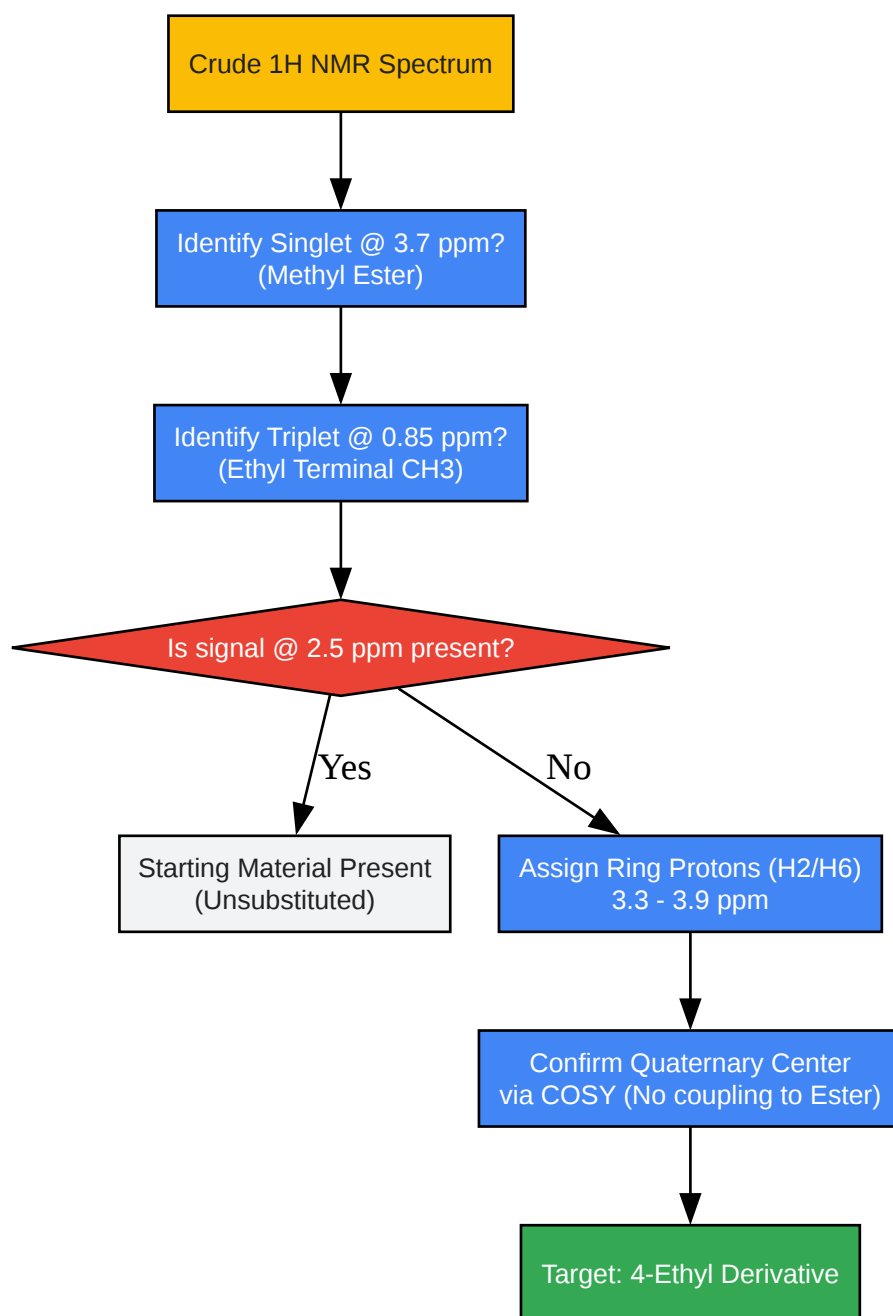 Crude 1H NMR Spectrum
Identify Singlet @ 3.7 ppm?
(Methyl Ester)
Identify Triplet @ 0.85 ppm?
(Ethyl Terminal CH3)
Is signal @ 2.5 ppm present?
Yes
No
Starting Material Present
(Unsubstituted)
Assign Ring Protons (H2/H6)
3.3 - 3.9 ppm
Confirm Quaternary Center
via COSY (No coupling to Ester)
Target: 4-Ethyl Derivative